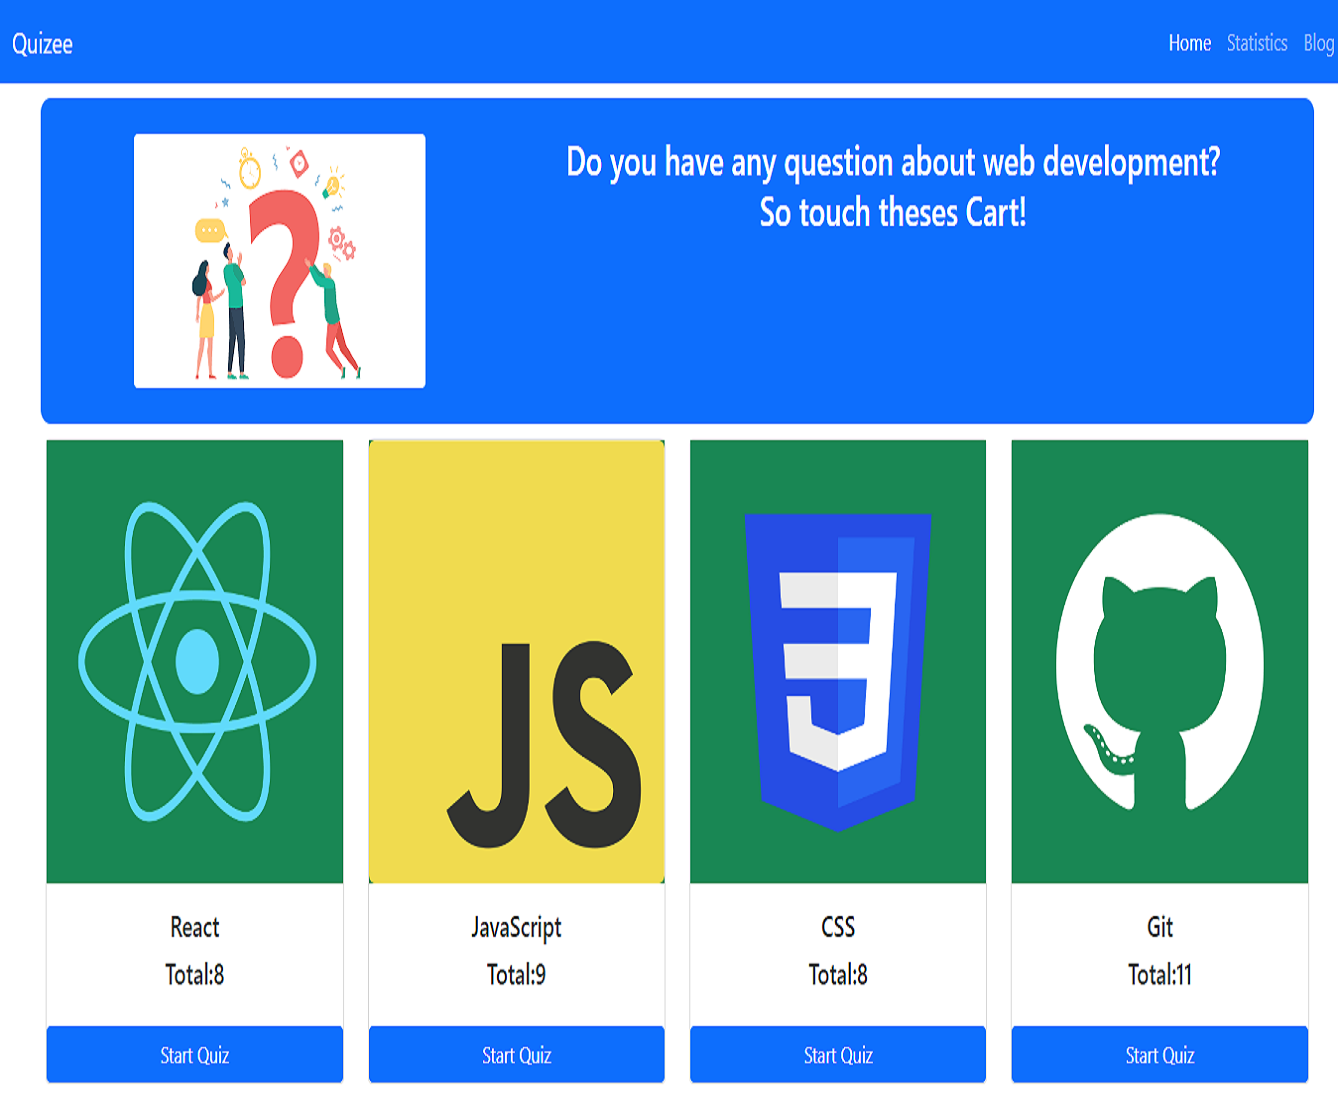 Quizee
Home Statistics Blog
Do you have any question about web development?
So touch theses Cart!
JS
React
Total:8
Start Quiz
JavaScript
Total:9
Start Quiz
CSS
Total:8
Start Quiz
Git
Total:11
Start Quiz